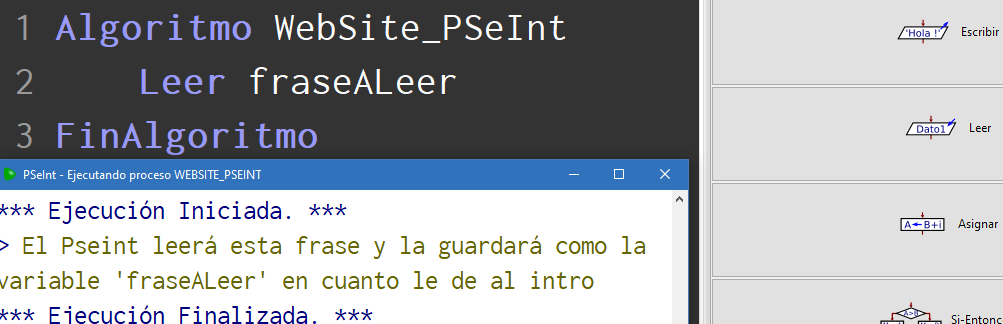 1 Algoritmo WebSite_PSeInt
2 Leer fraseALeer
3 FinAlgoritmo
PSeInt - Ejecutando proceso WEBSITE_PSEINT
*** Ejecución Iniciada. ***
> El Pseint leerá esta frase y la guardará como la
variable 'fraseALeer' en cuanto le de al intro
*** Ejecución Finalizada. ***
'Hola !' Escribir
Dato1 Leer
A←B+i Asignar
A>B
Si-Entonc